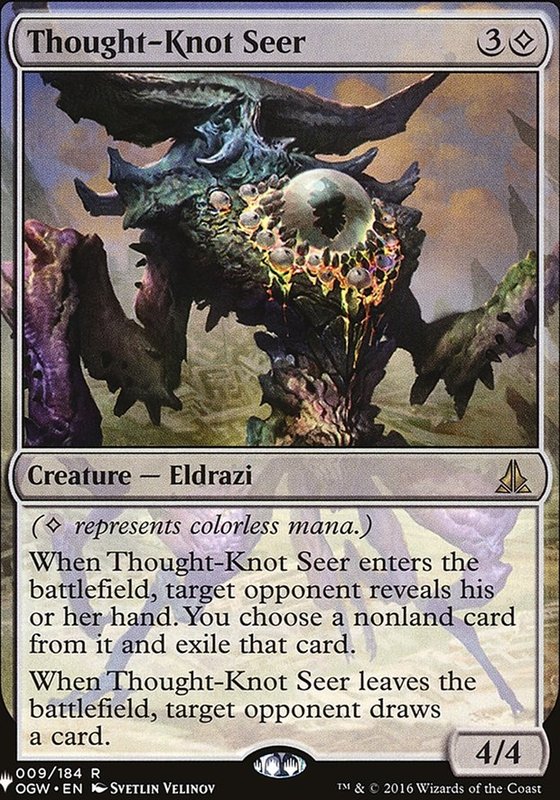 Thought-Knot Seer 3
Creature — Eldrazi
(◇ represents colorless mana.)
When Thought-Knot Seer enters the
battlefield, target opponent reveals his
or her hand. You choose a nonland card
from it and exile that card.
When Thought-Knot Seer leaves the
battlefield, target opponent draws
a card.
4/4
009/184 R
OGW • EN Svetlin Velinov
™ & © 2016 Wizards of the Coast